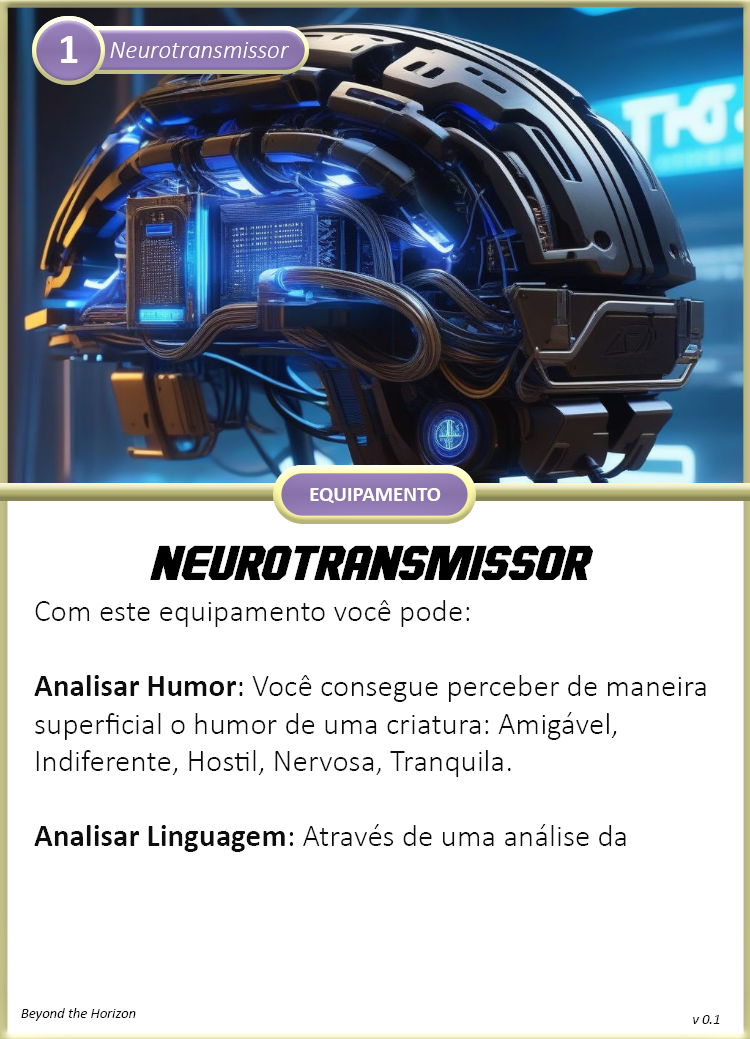 1
Neurotransmissor
EQUIPAMENTO
NEUROTRANSMISSOR
Com este equipamento você pode:
Analisar Humor: Você consegue perceber de maneira
superficial o humor de uma criatura: Amigável,
Indiferente, Hostil, Nervosa, Tranquila.
Analisar Linguagem: Através de uma análise da
Beyond the Horizon
v 0.1